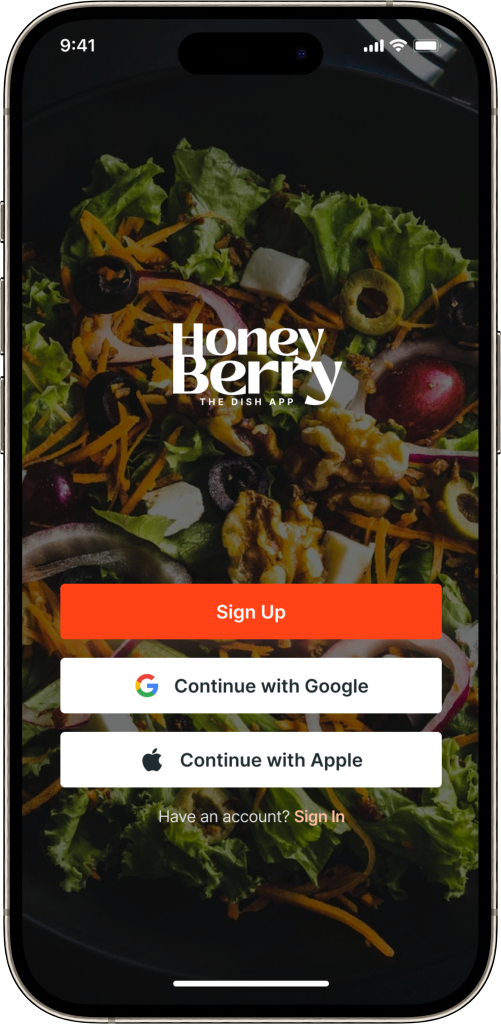 9:41
Honey
Berry
THE DISH APP
Sign Up
Continue with Google
Continue with Apple
Have an account? Sign In